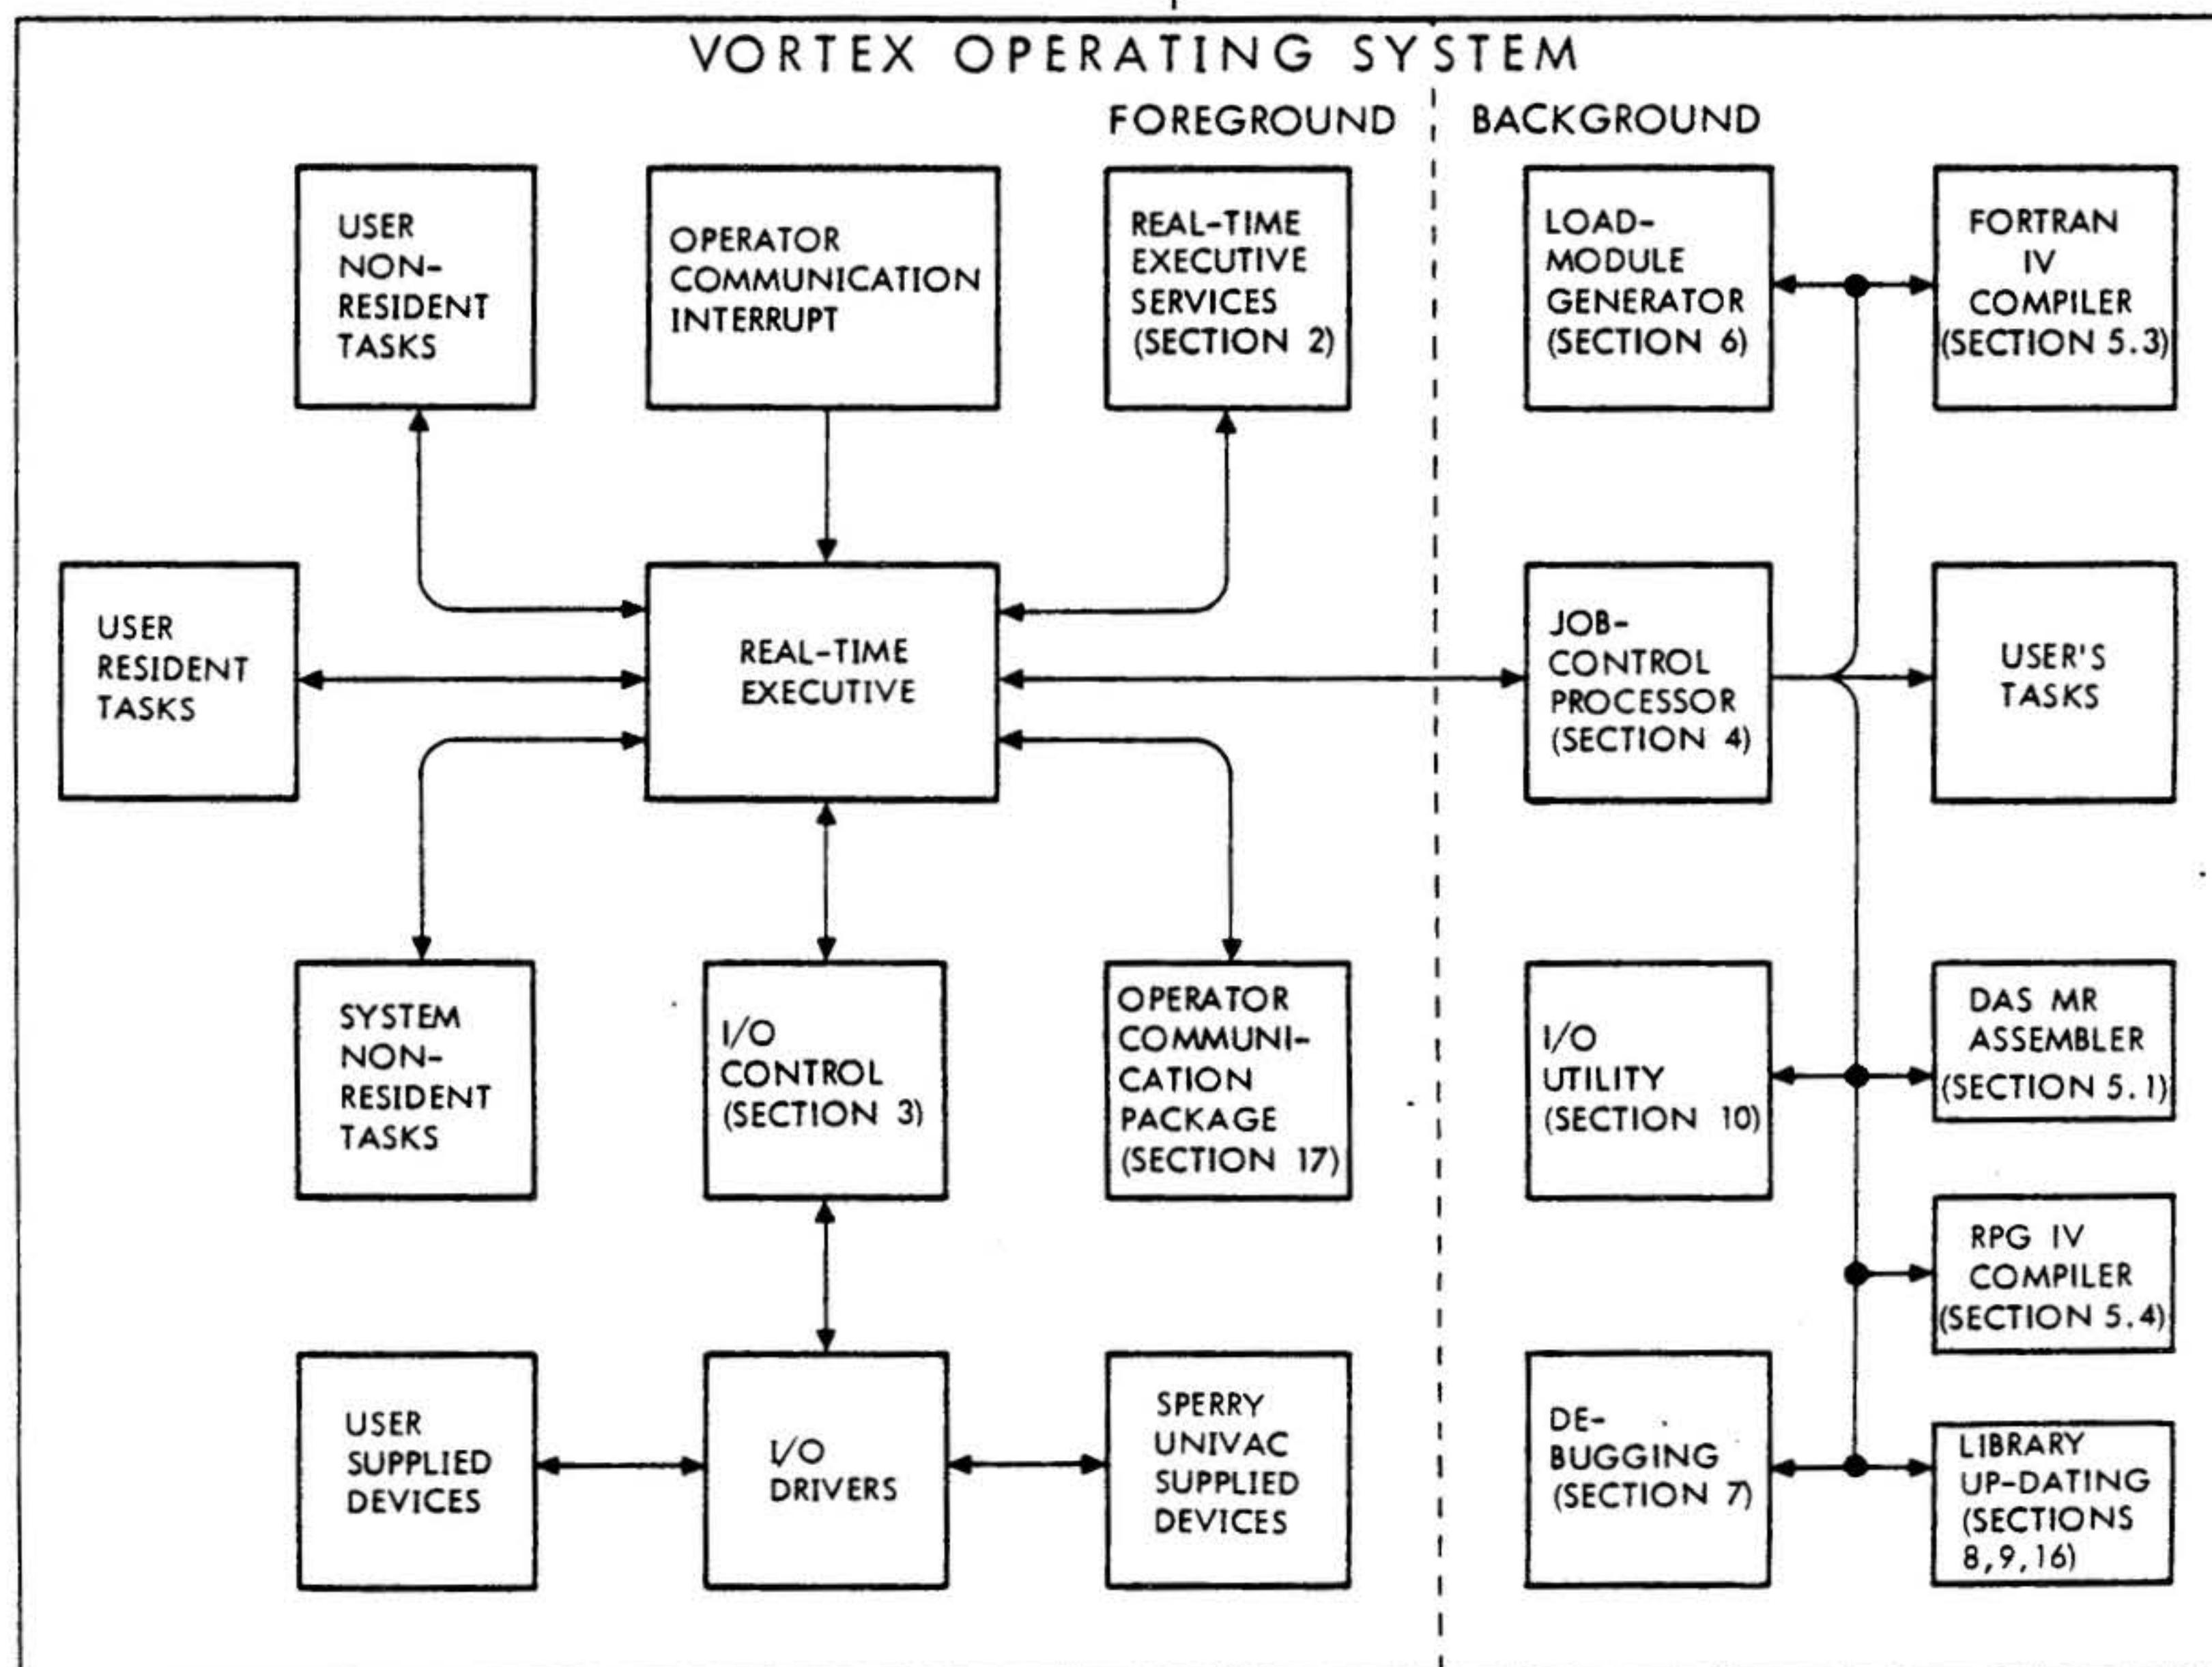 VORTEX OPERATING SYSTEM
FOREGROUND
BACKGROUND
USER
NON-
RESIDENT
TASKS
OPERATOR
COMMUNICATION
INTERRUPT
REAL-TIME
EXECUTIVE
SERVICES
(SECTION 2)
LOAD-
MODULE
GENERATOR
(SECTION 6)
FORTRAN
IV
COMPILER
(SECTION 5.3)
USER
RESIDENT
TASKS
REAL-TIME
EXECUTIVE
JOB-
CONTROL
PROCESSOR
(SECTION 4)
USER'S
TASKS
SYSTEM
NON-
RESIDENT
TASKS
I/O
CONTROL
(SECTION 3)
OPERATOR
COMMUNI-
CATION
PACKAGE
(SECTION 17)
I/O
UTILITY
(SECTION 10)
DAS MR
ASSEMBLER
(SECTION 5.1)
RPG IV
COMPILER
(SECTION 5.4)
USER
SUPPLIED
DEVICES
I/O
DRIVERS
SPERRY
UNIVAC
SUPPLIED
DEVICES
DE-
BUGGING
(SECTION 7)
LIBRARY
UP-DATING
(SECTIONS
8,9,16)